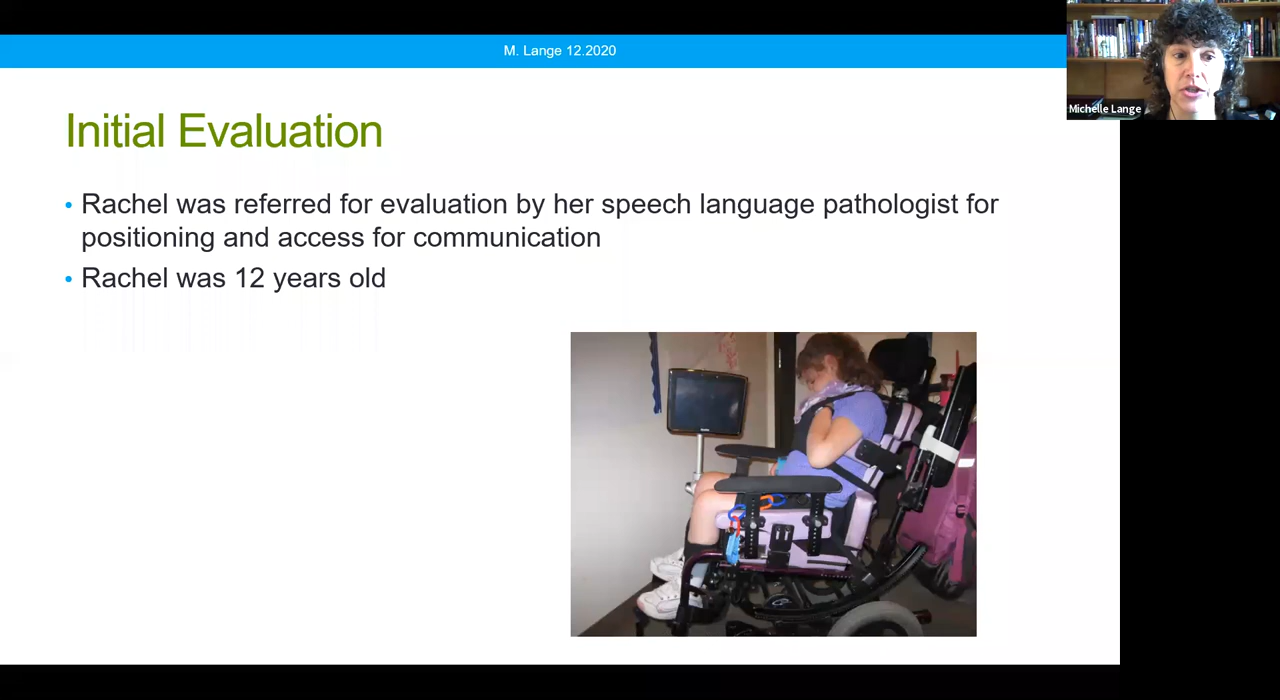 M. Lange 12.2020
Michelle Lange
Initial Evaluation
• Rachel was referred for evaluation by her speech language pathologist for
positioning and access for communication
• Rachel was 12 years old